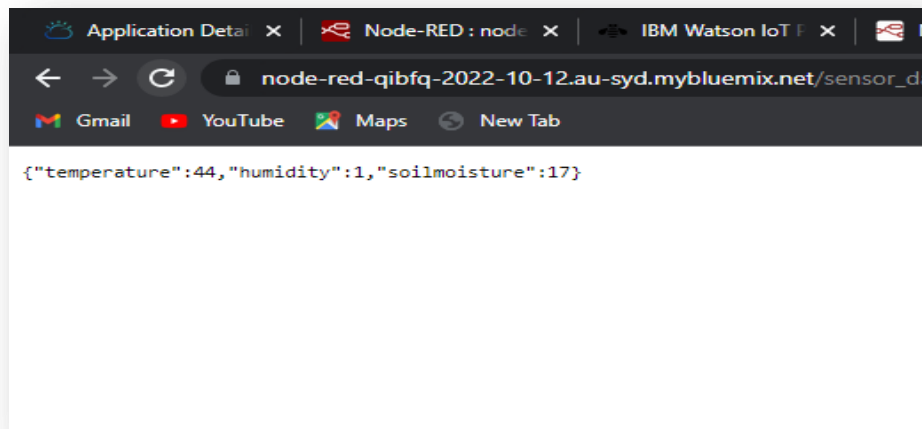 Application Detai Node-RED : node IBM Watson IoT P
node-red-qibfq-2022-10-12.au-syd.mybluemix.net/sensor_d
Gmail YouTube Maps New Tab
{"temperature":44,"humidity":1,"soilmoisture":17}